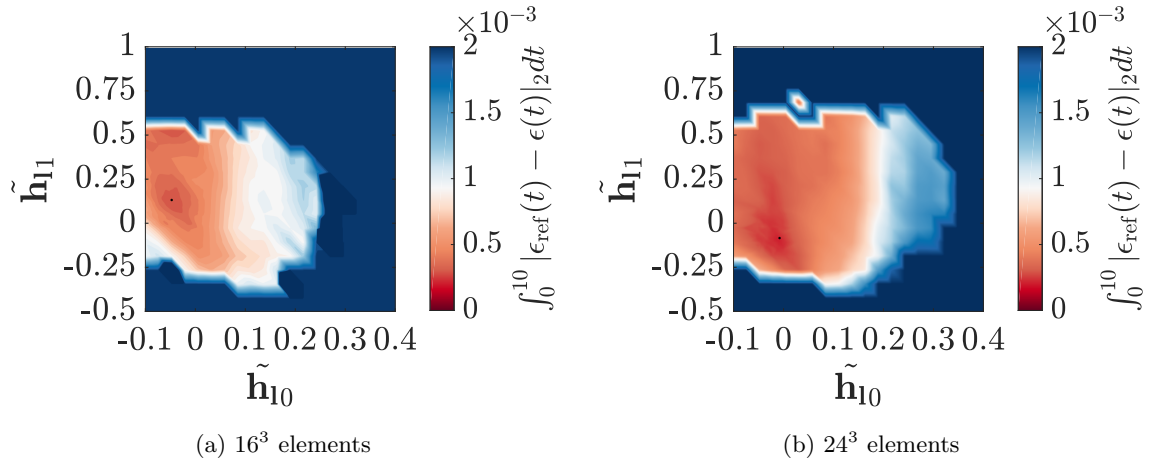 ×10⁻³
1
0.75
0.5
0.25
0
-0.25
-0.5
-0.1 0 0.1 0.2 0.3 0.4
h̃l1
h̃l0
2
1.5
1
0.5
0
∫₀¹⁰ |ϵref(t) − ϵ(t)|₂dt
(a) 16³ elements
×10⁻³
1
0.75
0.5
0.25
0
-0.25
-0.5
-0.1 0 0.1 0.2 0.3 0.4
h̃l1
h̃l0
2
1.5
1
0.5
0
∫₀¹⁰ |ϵref(t) − ϵ(t)|₂dt
(b) 24³ elements